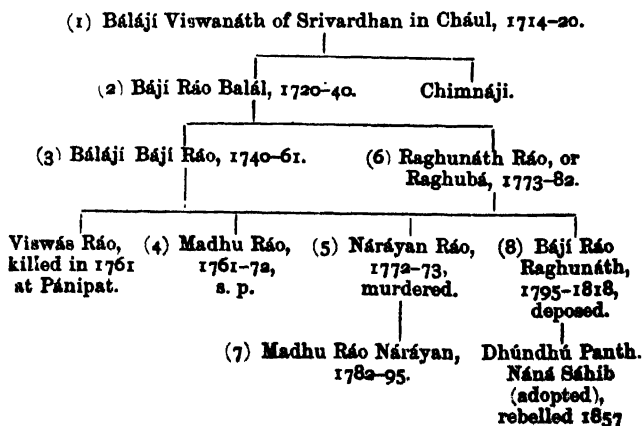 (1) Bálájí Viswanáth of Srivardhan in Chául, 1714–20.
(2) Bájí Ráo Balál, 1720–40.
Chimnáji.
(3) Bálájí Bájí Ráo, 1740–61.
(6) Raghunáth Ráo, or
Raghubá, 1773–82.
Viswás Ráo,
killed in 1761
at Pánipat.
(4) Madhu Ráo,
1761–72,
s. p.
(5) Náráyan Ráo,
1772–73,
murdered.
(8) Bájí Ráo
Raghunáth,
1795–1818,
deposed.
(7) Madhu Ráo Náráyan,
1782–95.
Dhúndhú Panth.
Náná Sáhib
(adopted),
rebelled 1857